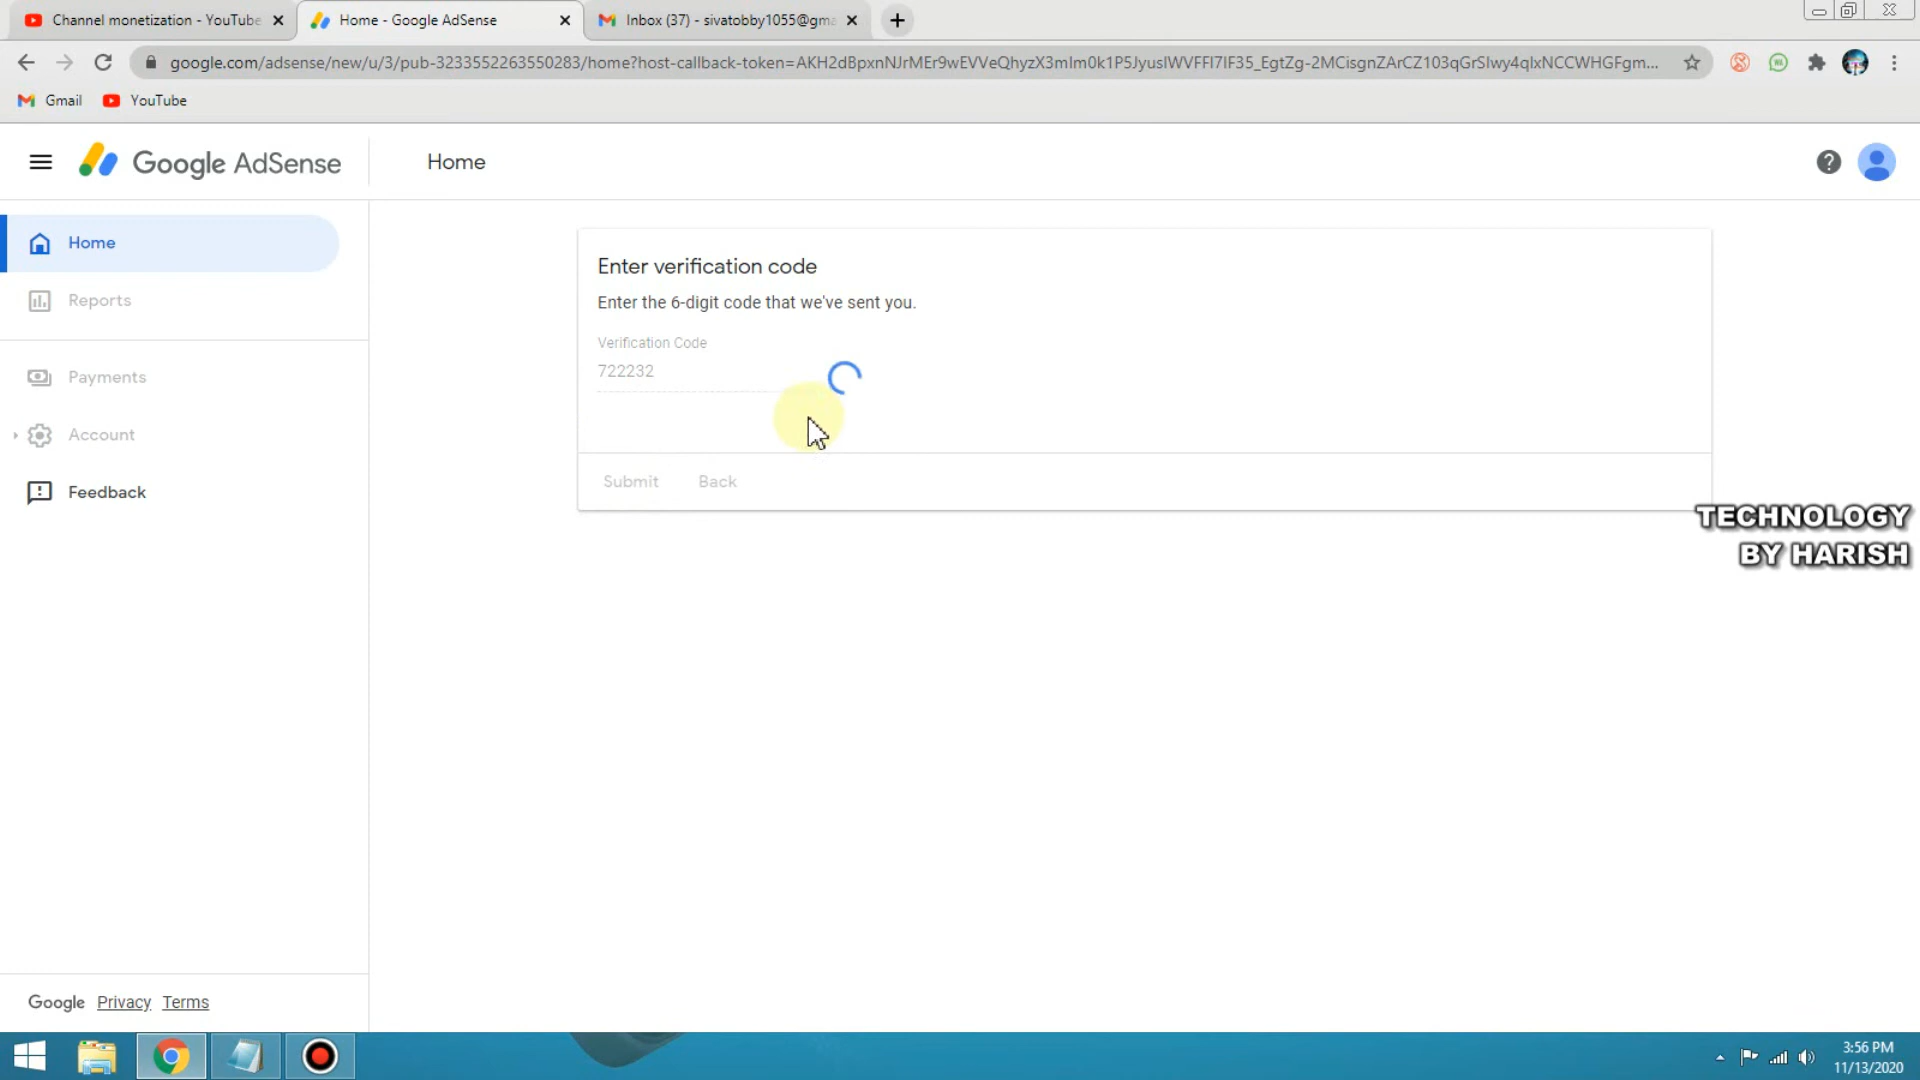 Channel monetization - YouTube
Home - Google AdSense
Inbox (37) - sivatobby1055@gma
google.com/adsense/new/u/3/pub-3233552263550283/home?host-callback-token=
Gmail
YouTube
Google AdSense
Home
Home
Reports
Payments
Account
Feedback
Enter verification code
Enter the 6-digit code that we've sent you.
Verification Code
722232
Submit
Back
TECHNOLOGY
BY HARISH
Google Privacy Terms
3:56 PM
11/13/2020